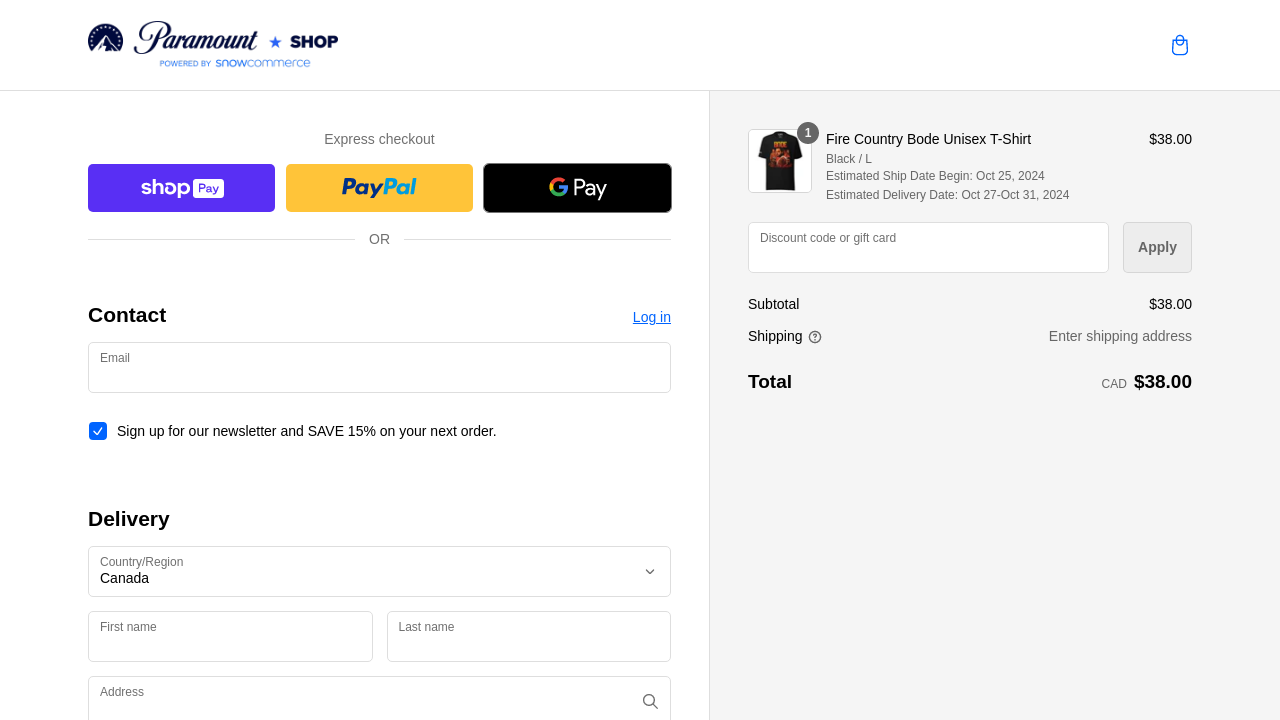 Paramount ★ SHOP
POWERED BY snowcommerce
Express checkout
shop Pay
PayPal
G Pay
OR
Contact
Log in
Email
Sign up for our newsletter and SAVE 15% on your next order.
Delivery
Country/Region
Canada
First name
Last name
Address
1
Fire Country Bode Unisex T-Shirt
$38.00
Black / L
Estimated Ship Date Begin: Oct 25, 2024
Estimated Delivery Date: Oct 27-Oct 31, 2024
BODE
Discount code or gift card
Apply
Subtotal
$38.00
Shipping
Enter shipping address
Total
CAD $38.00